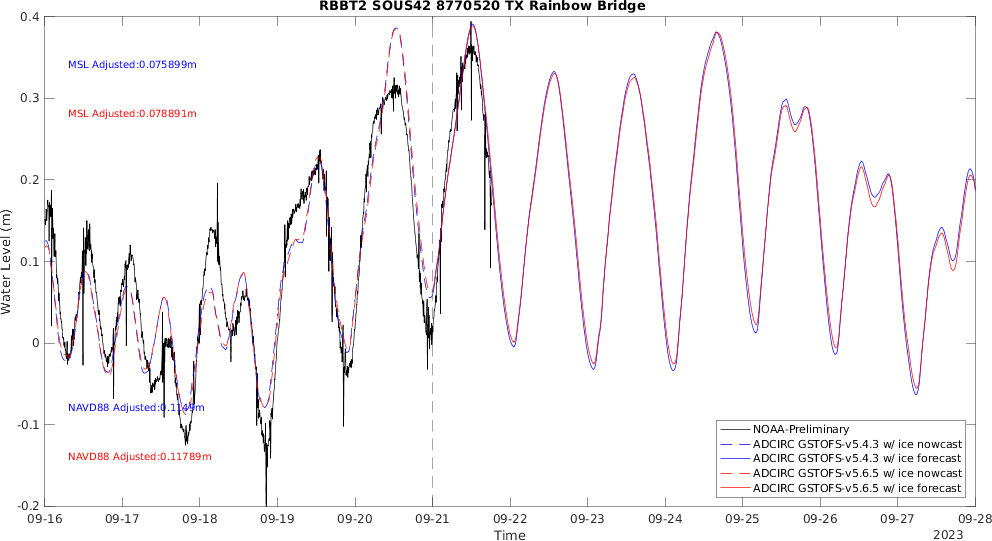 RBBT2 SOUS42 8770520 TX Rainbow Bridge
MSL Adjusted:0.075899m
MSL Adjusted:0.078891m
NAVD88 Adjusted:0.1149m
NAVD88 Adjusted:0.11789m
Water Level (m)
0.4
0.3
0.2
0.1
0
-0.1
-0.2
NOAA-Preliminary
ADCIRC GSTOFS-v5.4.3 w/ ice nowcast
ADCIRC GSTOFS-v5.4.3 w/ ice forecast
ADCIRC GSTOFS-v5.6.5 w/ ice nowcast
ADCIRC GSTOFS-v5.6.5 w/ ice forecast
09-16 09-17 09-18 09-19 09-20 09-21 09-22 09-23 09-24 09-25 09-26 09-27 09-28
Time
2023